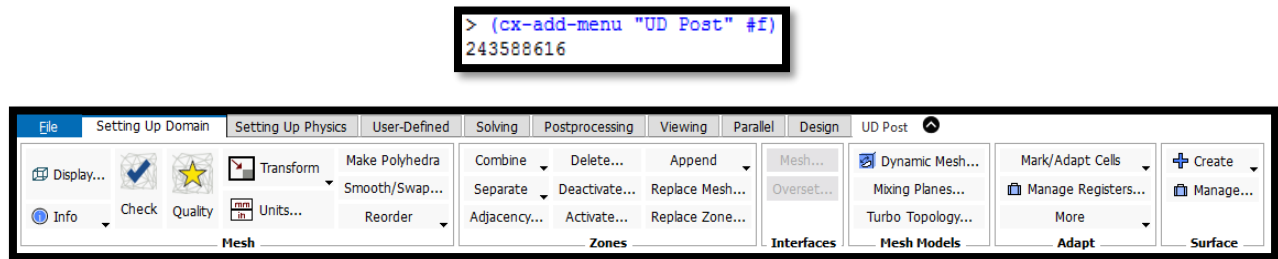 > (cx-add-menu "UD Post" #f)
243588616
File Setting Up Domain Setting Up Physics User-Defined Solving Postprocessing Viewing Parallel Design UD Post
Display... Check Quality Transform Make Polyhedra Combine Delete... Append Mesh... Dynamic Mesh... Mark/Adapt Cells Create
mm in Units... Smooth/Swap... Separate Deactivate... Replace Mesh... Overset... Mixing Planes... Manage Registers... Manage...
Info Reorder Adjacency... Activate... Replace Zone... Turbo Topology... More
Mesh Zones Interfaces Mesh Models Adapt Surface